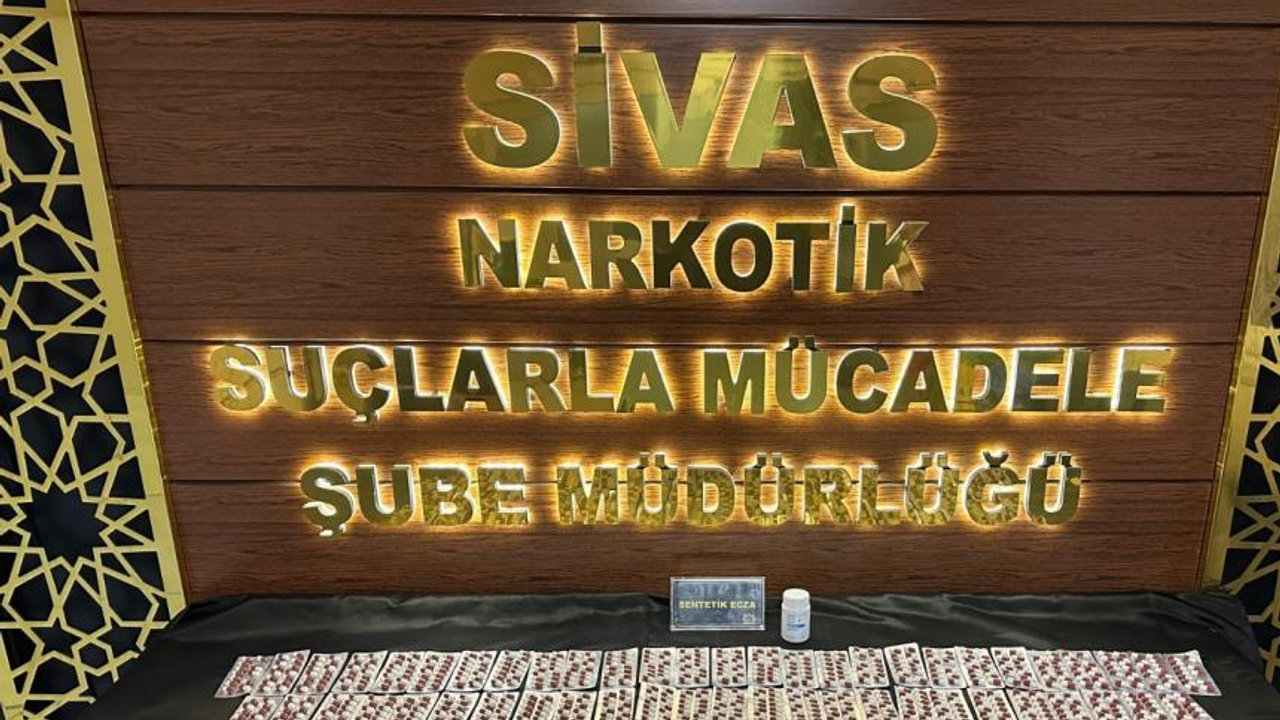 SİVAS
NARKOTİK
SUÇLARLA MÜCADELE
ŞUBE MÜDÜRLÜĞÜ
SENTETİK ECZA